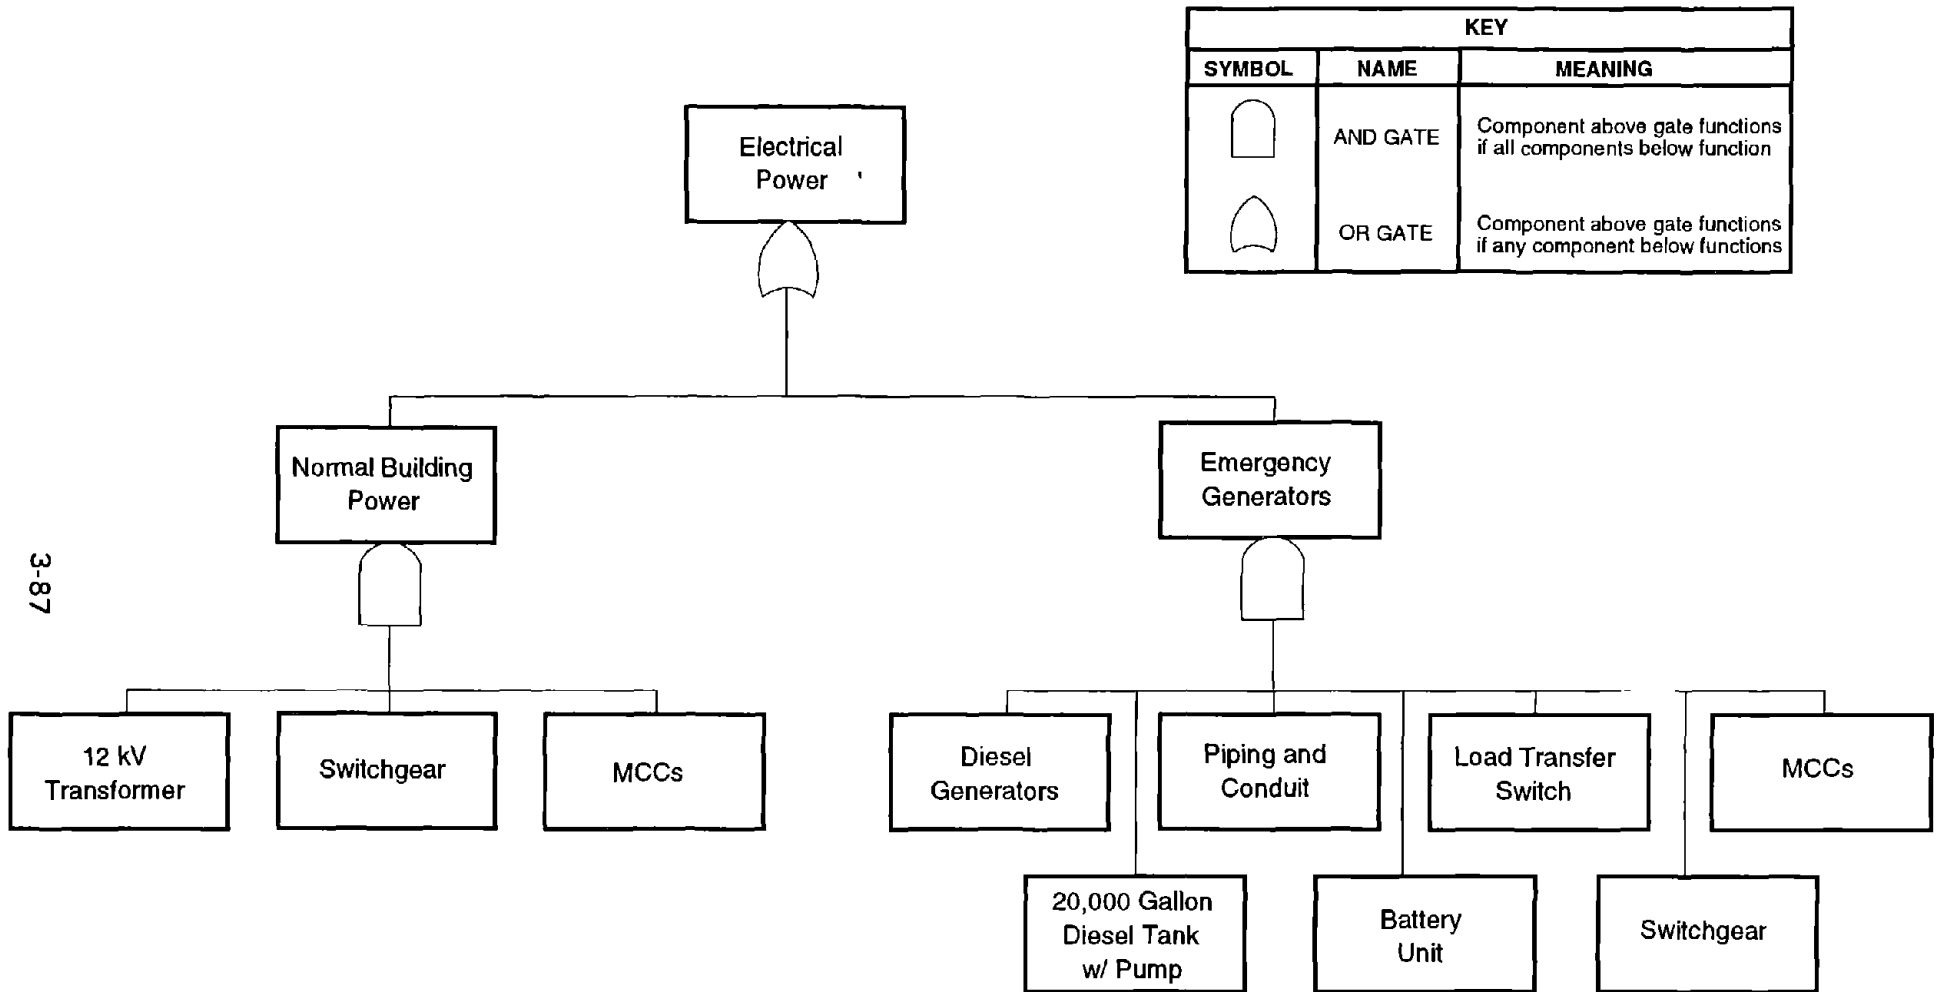 KEY
SYMBOL NAME MEANING
AND GATE
Component above gate functions
if all components below function
OR GATE
Component above gate functions
if any component below functions
Electrical
Power
Normal Building
Power
Emergency
Generators
3-87
12 kV
Transformer
Switchgear
MCCs
Diesel
Generators
Piping and
Conduit
Load Transfer
Switch
MCCs
20,000 Gallon
Diesel Tank
w/ Pump
Battery
Unit
Switchgear